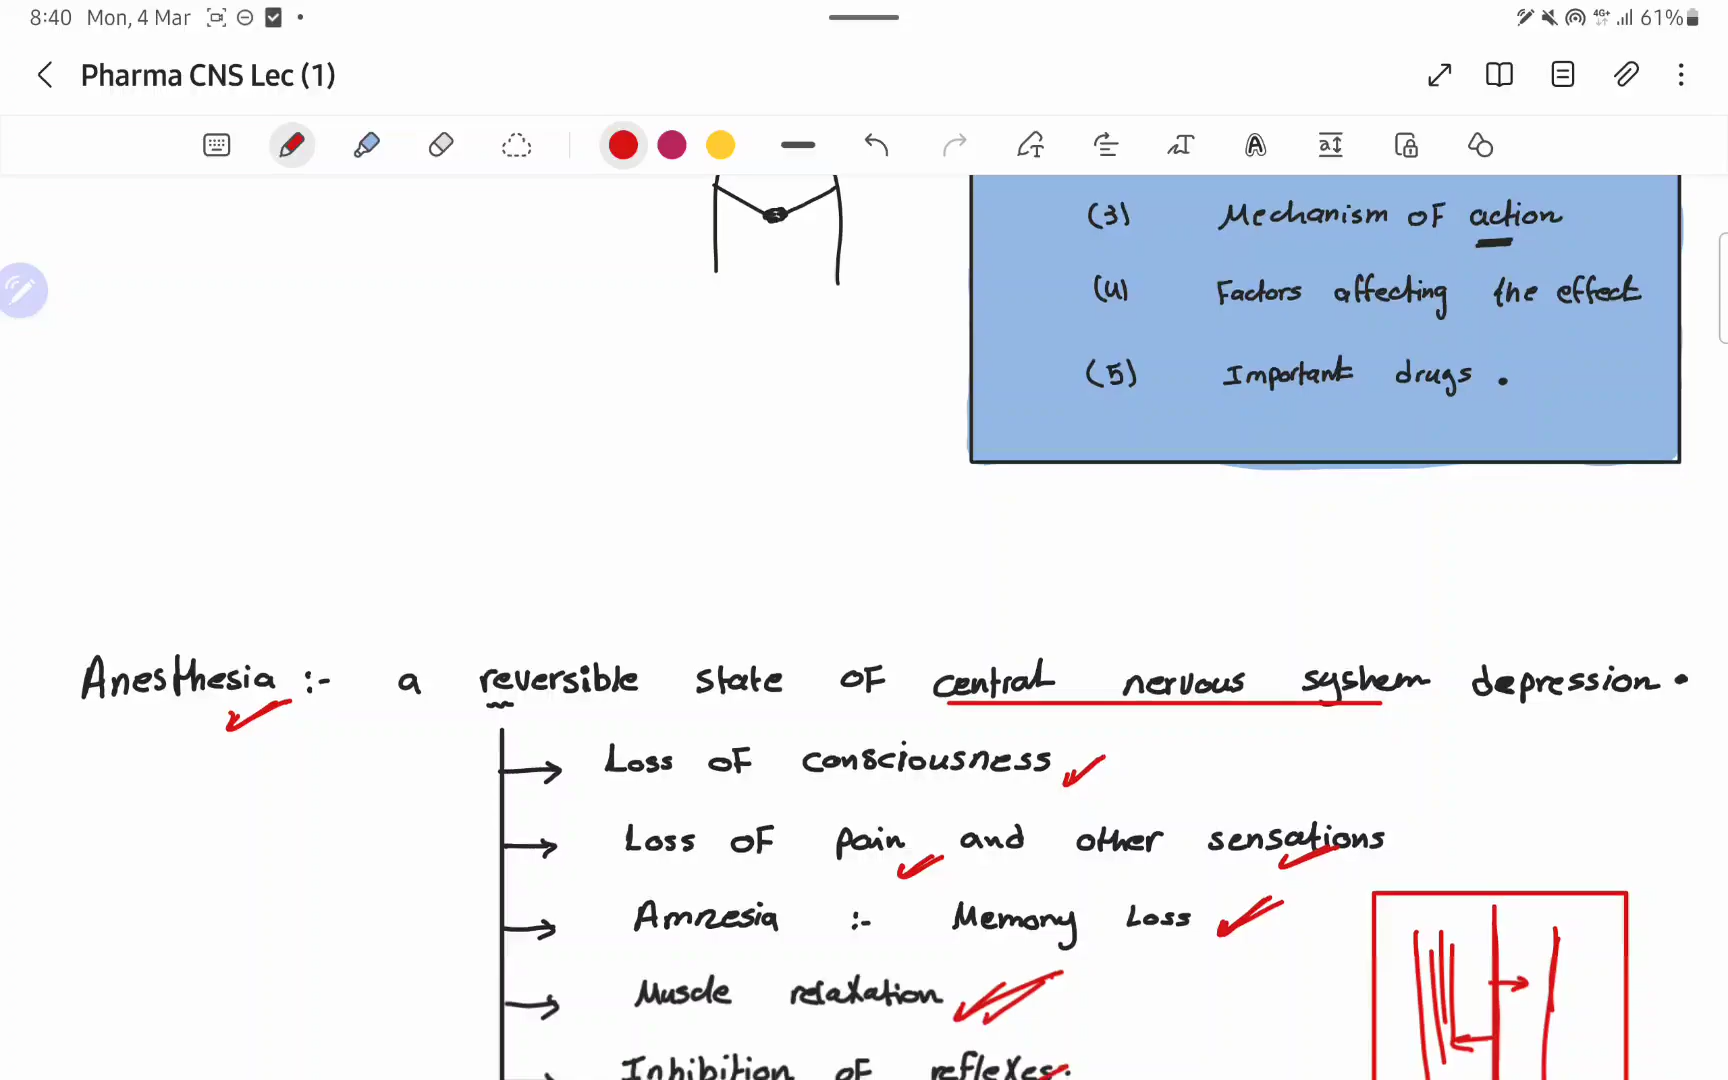 8:40 Mon, 4 Mar 4G+ 61%
Pharma CNS Lec (1)
(3) Mechanism of action
(4) Factors affecting the effect
(5) Important drugs .
Anesthesia :- a reversible state of central nervous system depression.
Loss of consciousness
Loss of pain and other sensations
Amnesia :- Memory Loss
Muscle relaxation
Inhibition of reflexes.